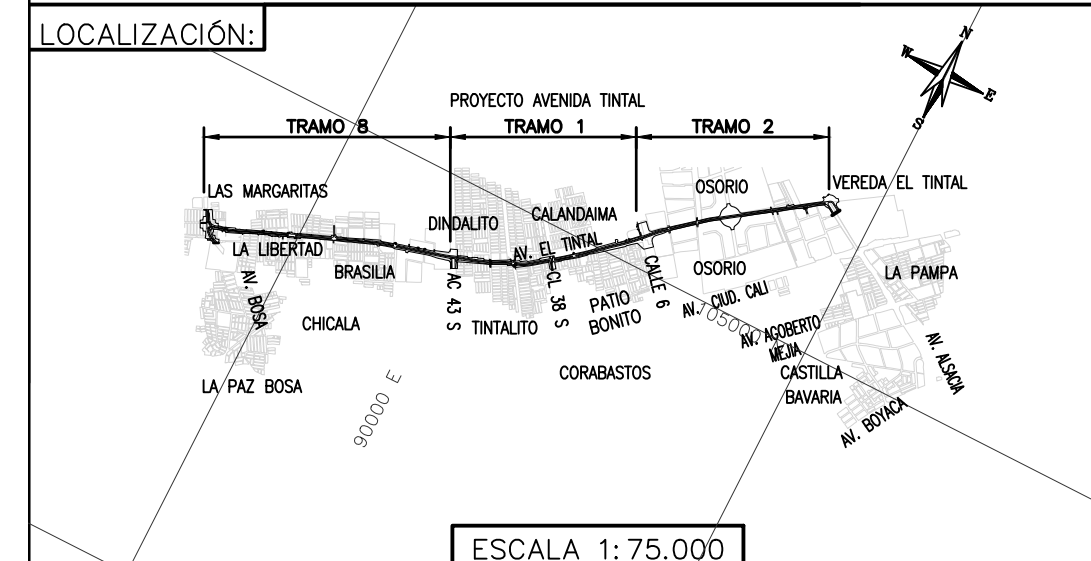 LOCALIZACIÓN:
N
W
E
S
PROYECTO AVENIDA TINTAL
TRAMO 8
TRAMO 1
TRAMO 2
LAS MARGARITAS
DINDALITO
CALANDAIMA
OSORIO
VEREDA EL TINTAL
LA LIBERTAD
AV. EL TINTAL
BRASILIA
OSORIO
LA PAMPA
AV. BOSA
AC 43 S
CL 38 S
CALLE 6
PATIO
BONITO
AV. CIUD. CALI
CHICALA
TINTALITO
105000
AV. AGOBERTO
MEJIA
AV. ALSACIA
LA PAZ BOSA
CORABASTOS
CASTILLA
BAVARIA
90000 E
AV. BOYACA
ESCALA 1:75.000